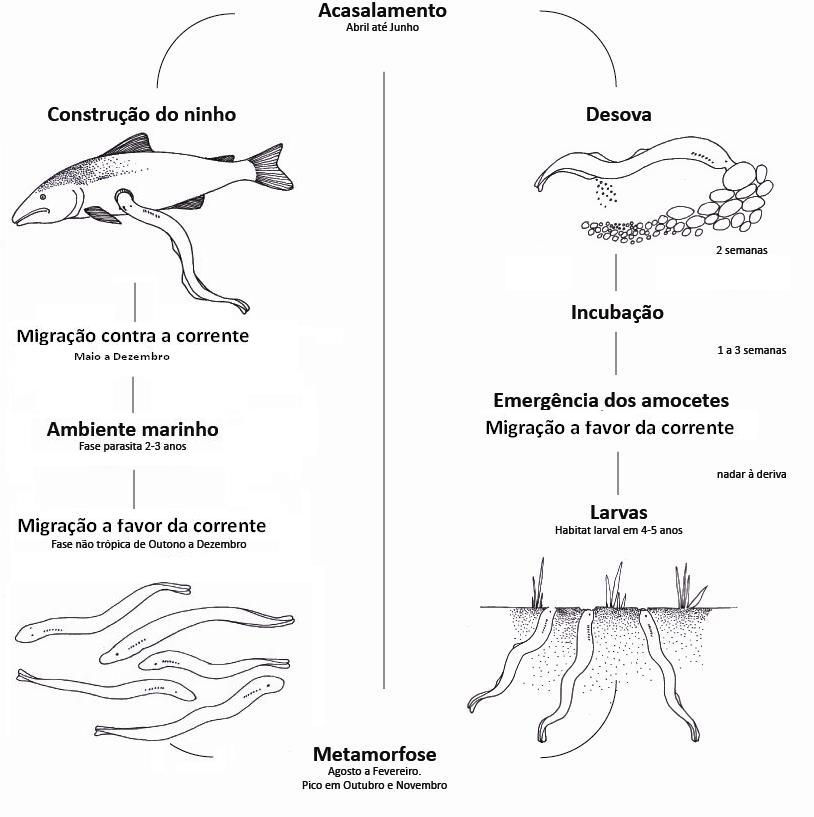 Acasalamento
Abril até Junho
Construção do ninho
Migração contra a corrente
Maio a Dezembro
Ambiente marinho
Fase parasita 2-3 anos
Migração a favor da corrente
Fase não trópica de Outono a Dezembro
Desova
2 semanas
Incubação
1 a 3 semanas
Emergência dos amocetes
Migração a favor da corrente
nadar à deriva
Larvas
Habitat larval em 4-5 anos
Metamorfose
Agosto a Fevereiro.
Pico em Outubro e Novembro